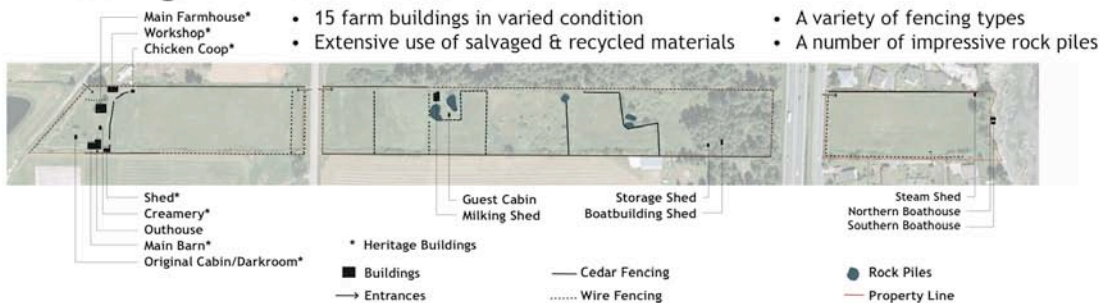 • 15 farm buildings in varied condition
• Extensive use of salvaged & recycled materials
• A variety of fencing types
• A number of impressive rock piles
Main Farmhouse*
Workshop*
Chicken Coop*
Shed*
Creamery*
Outhouse
Main Barn*
Original Cabin/Darkroom*
Guest Cabin
Milking Shed
Storage Shed
Boatbuilding Shed
Steam Shed
Northern Boathouse
Southern Boathouse
* Heritage Buildings
Buildings
Entrances
Cedar Fencing
Wire Fencing
Rock Piles
Property Line